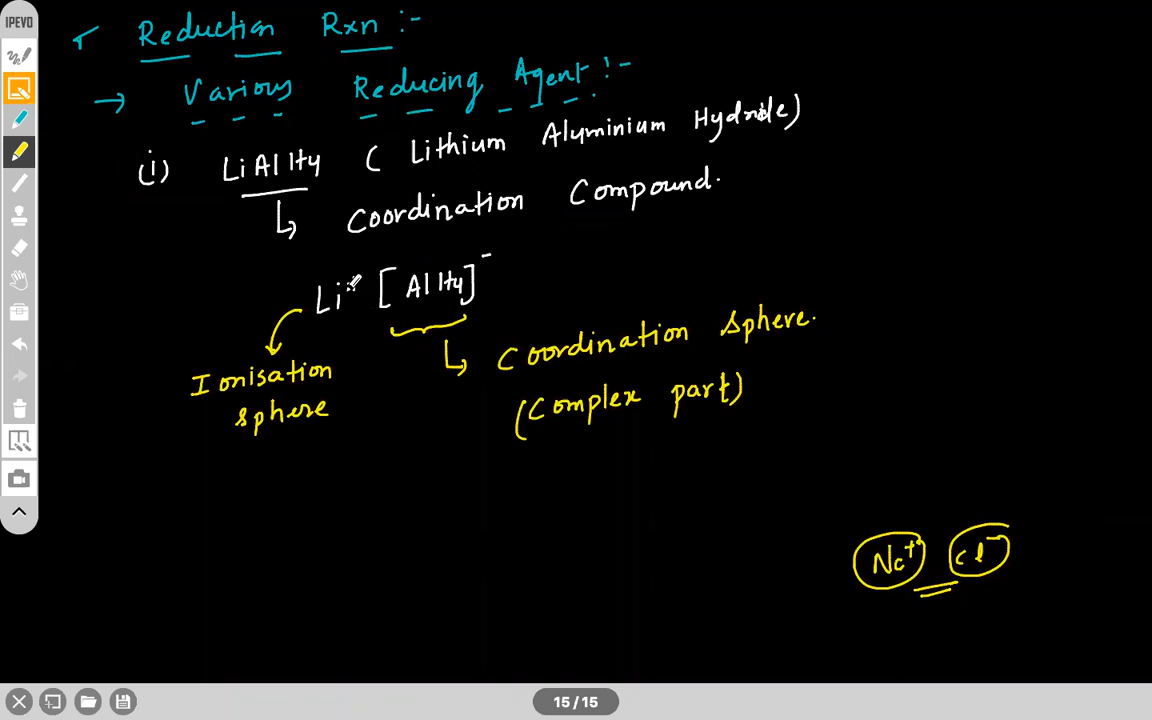 IPEVO
Reduction Rxn :-
→ Various Reducing Agent :-
(i) LiAlH4 ( Lithium Aluminium Hydride)
↳ Coordination Compound.
Li+ [AlH4]-
Ionisation sphere
↳ Coordination sphere.
(Complex part)
Na+ Cl-
15/15